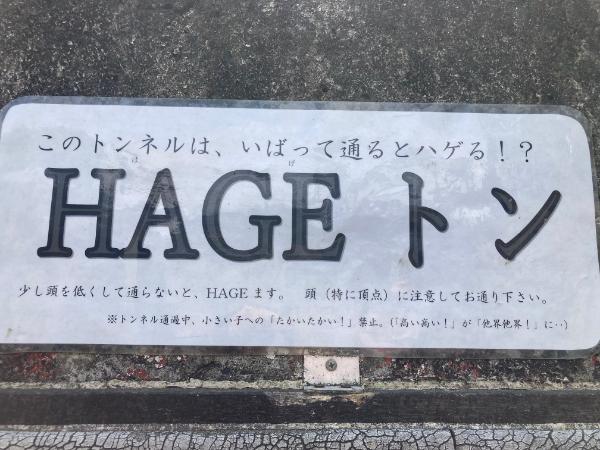 このトンネルは、いばって通るとハゲる！？
は げ
HAGEトン
少し頭を低くして通らないと、HAGEます。　頭（特に頂点）に注意してお通り下さい。
※トンネル通過中、小さい子への「たかいたかい！」禁止。（「高い高い！」が「他界他界！」に‥）